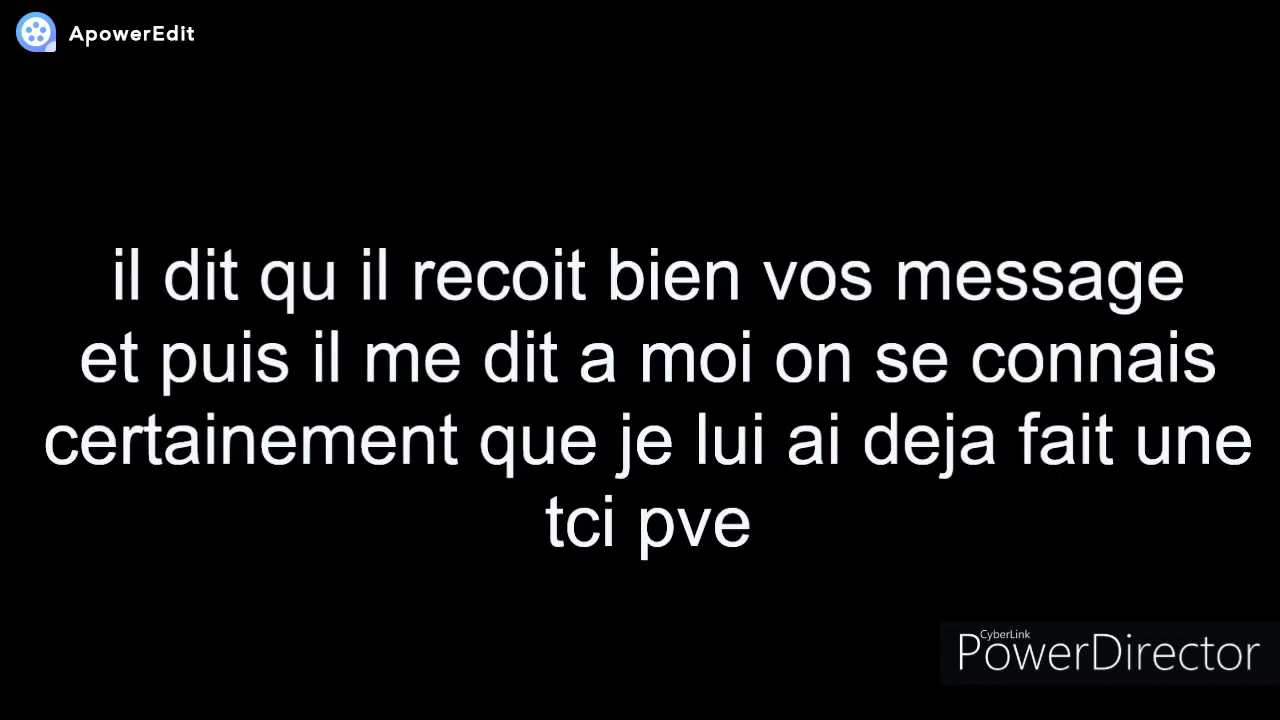 ApowerEdit
il dit qu il recoit bien vos message
et puis il me dit a moi on se connais
certainement que je lui ai deja fait une
tci pve
CyberLink
PowerDirector